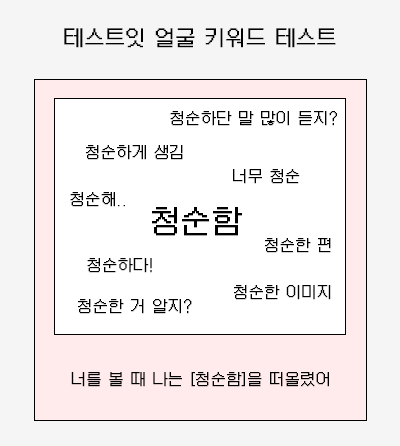 테스트잇 얼굴 키워드 테스트
청순하단 말 많이 듣지?
청순하게 생김
너무 청순
청순해..
청순함
청순한 편
청순하다!
청순한 이미지
청순한 거 알지?
너를 볼 때 나는 [청순함]을 떠올렸어